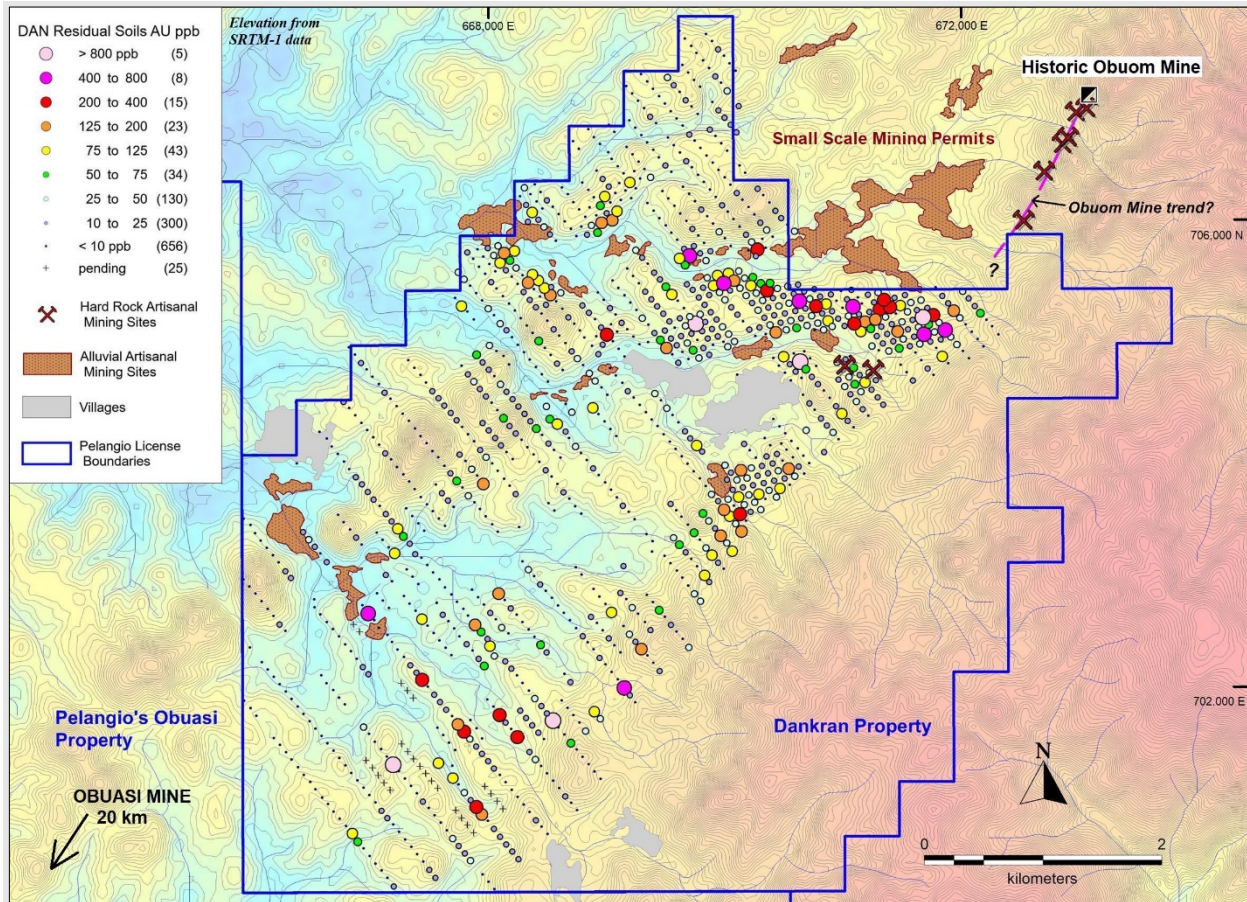 DAN Residual Soils AU ppb
> 800 ppb (5)
400 to 800 (8)
200 to 400 (15)
125 to 200 (23)
75 to 125 (43)
50 to 75 (34)
25 to 50 (130)
10 to 25 (300)
< 10 ppb (656)
pending (25)
Hard Rock Artisanal
Mining Sites
Alluvial Artisanal
Mining Sites
Villages
Pelangio License
Boundaries
Elevation from
SRTM-1 data
668,000 E
672,000 E
Historic Obuom Mine
Small Scale Mining Permits
Obuom Mine trend?
706,000 N
?
702,000 N
Pelangio's Obuasi
Property
Dankran Property
OBUASI MINE
20 km
N
0 2
kilometers